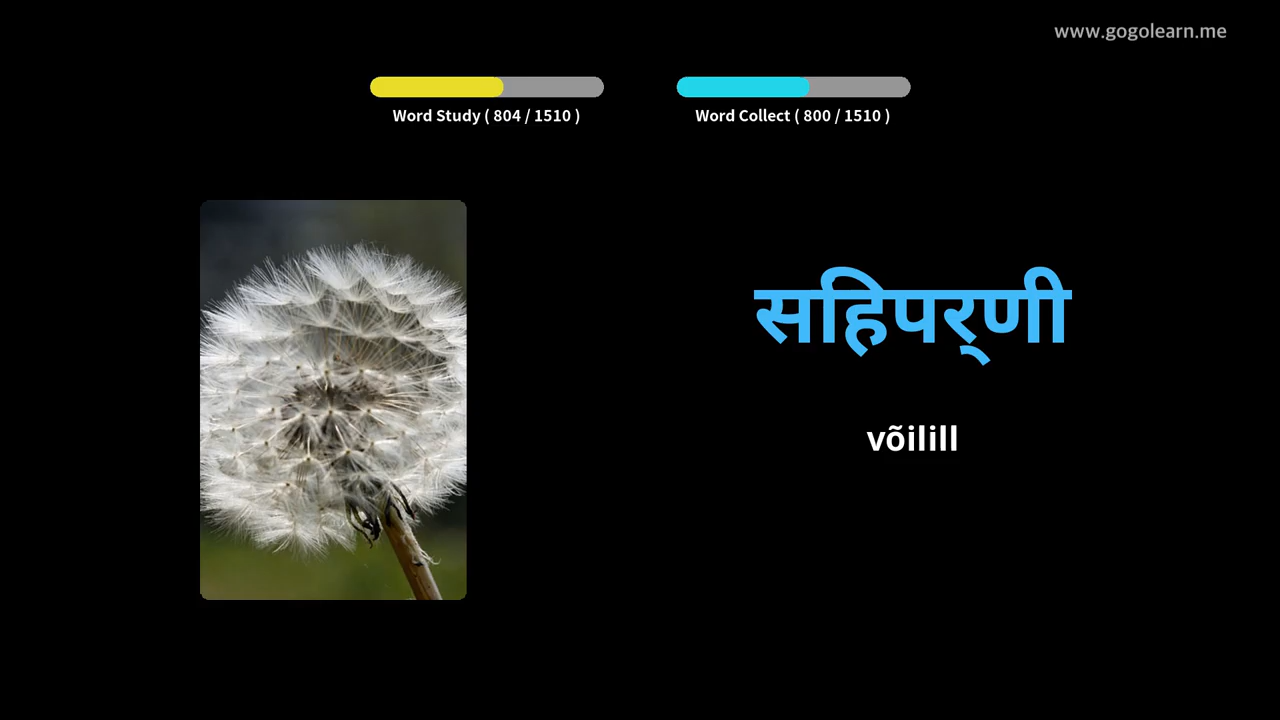 www.gogolearn.me
Word Study ( 804 / 1510 )
Word Collect ( 800 / 1510 )
सहिपर्‌णी
võilill